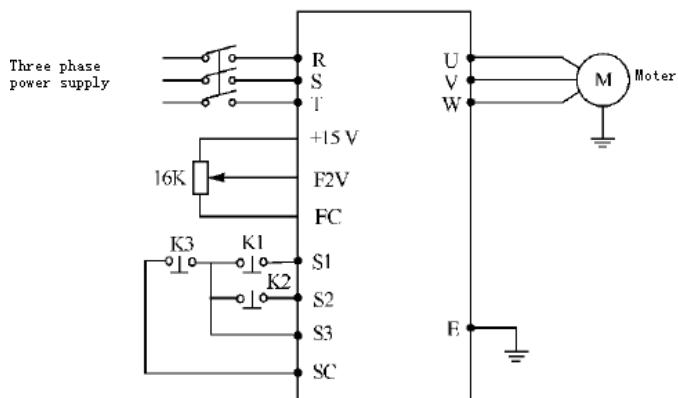 Three phase
power supply
R
S
T
+15 V
16K
F2V
FC
K3
K1
S1
K2
S2
S3
SC
U
V
W
M
Moter
E